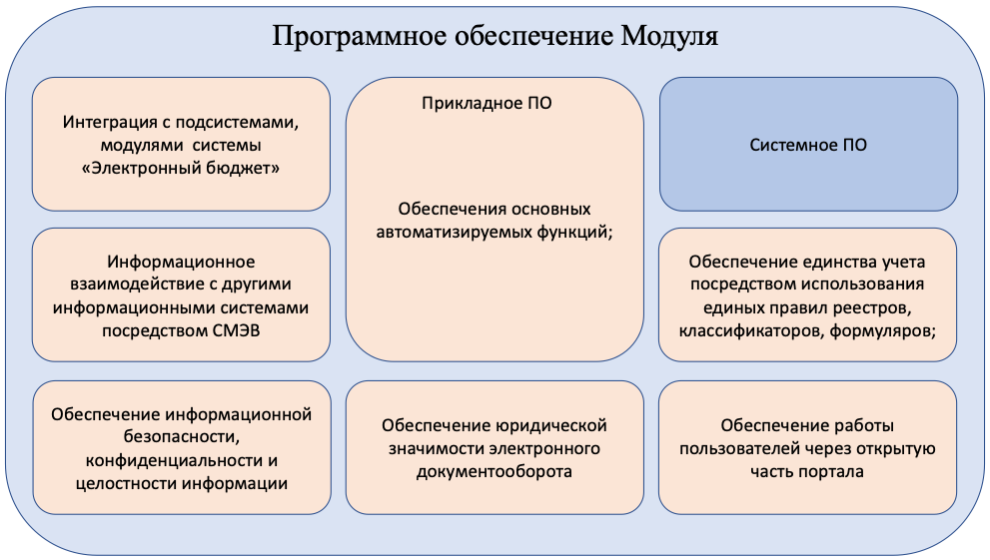 Программное обеспечение Модуля
Интеграция с подсистемами,
модулями системы
«Электронный бюджет»
Прикладное ПО
Обеспечения основных
автоматизируемых функций;
Системное ПО
Информационное
взаимодействие с другими
информационными системами
посредством СМЭВ
Обеспечение единства учета
посредством использования
единых правил реестров,
классификаторов, формуляров;
Обеспечение информационной
безопасности,
конфиденциальности и
целостности информации
Обеспечение юридической
значимости электронного
документооборота
Обеспечение работы
пользователей через открытую
часть портала